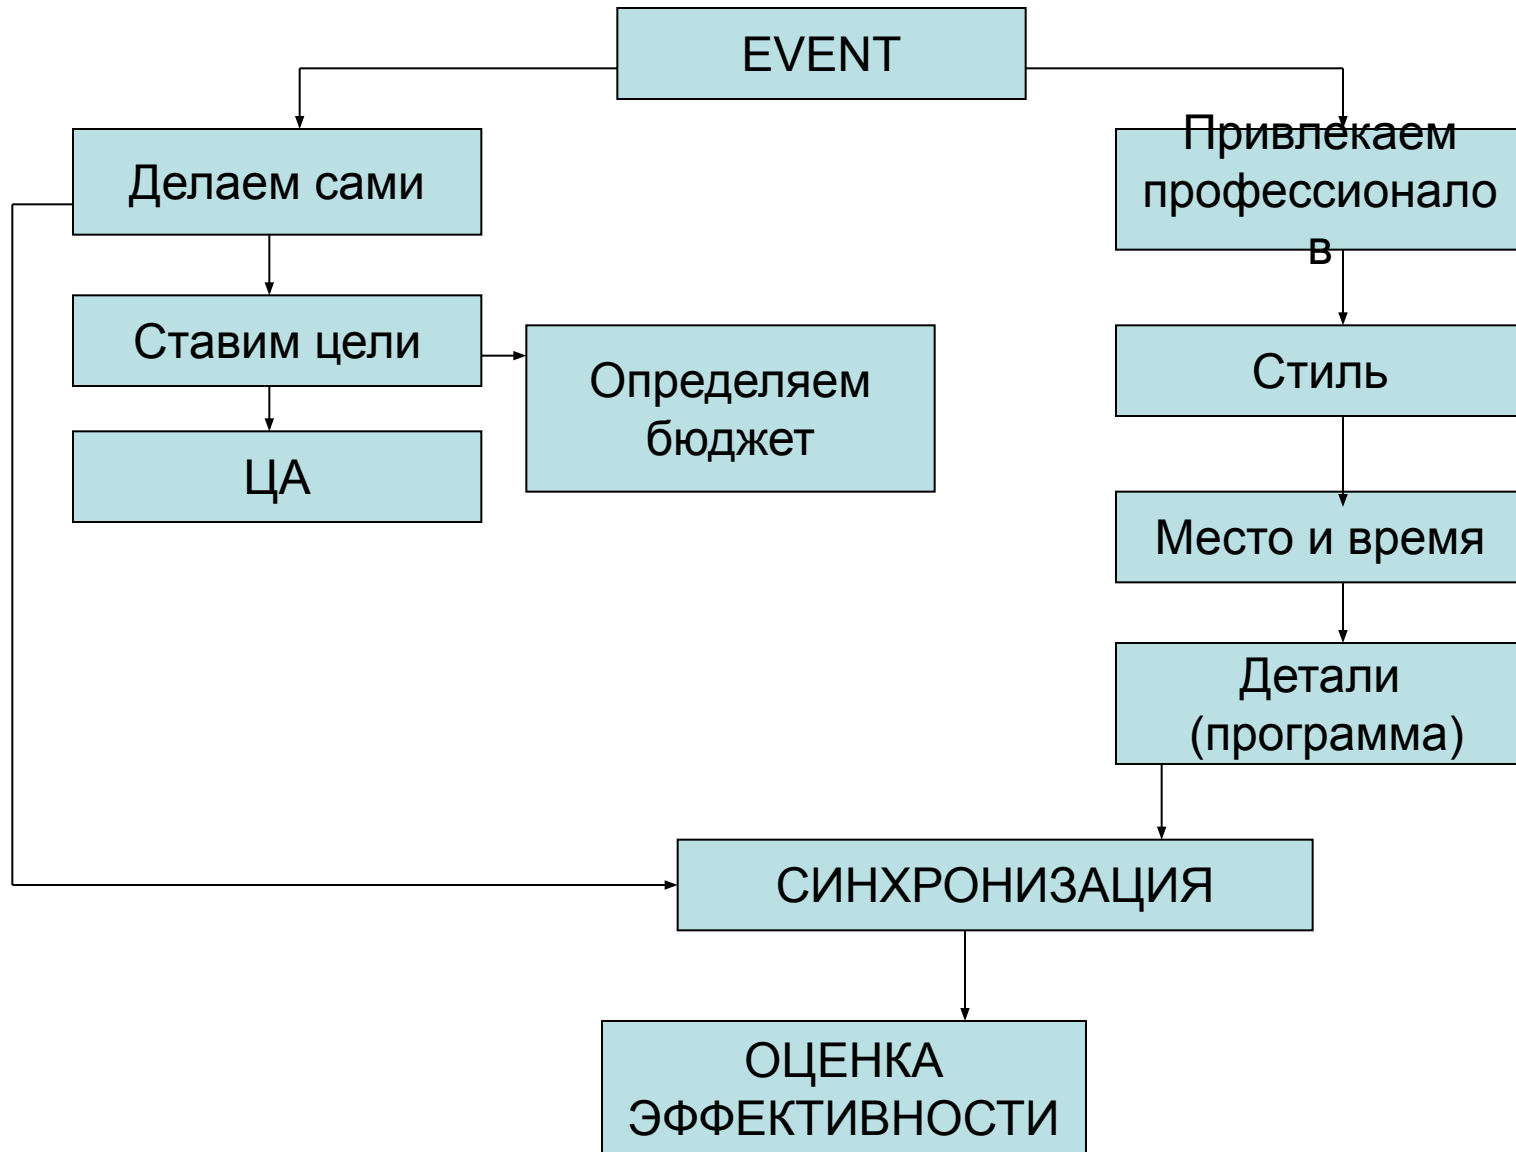 EVENT
Делаем сами
Привлекаем
профессионало
в
Ставим цели
Определяем
бюджет
Стиль
ЦА
Место и время
Детали
(программа)
СИНХРОНИЗАЦИЯ
ОЦЕНКА
ЭФФЕКТИВНОСТИ